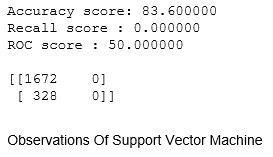 Accuracy score: 83.600000
Recall score : 0.000000
ROC score : 50.000000
[[1672 0]
[ 328 0]]
Observations Of Support Vector Machine